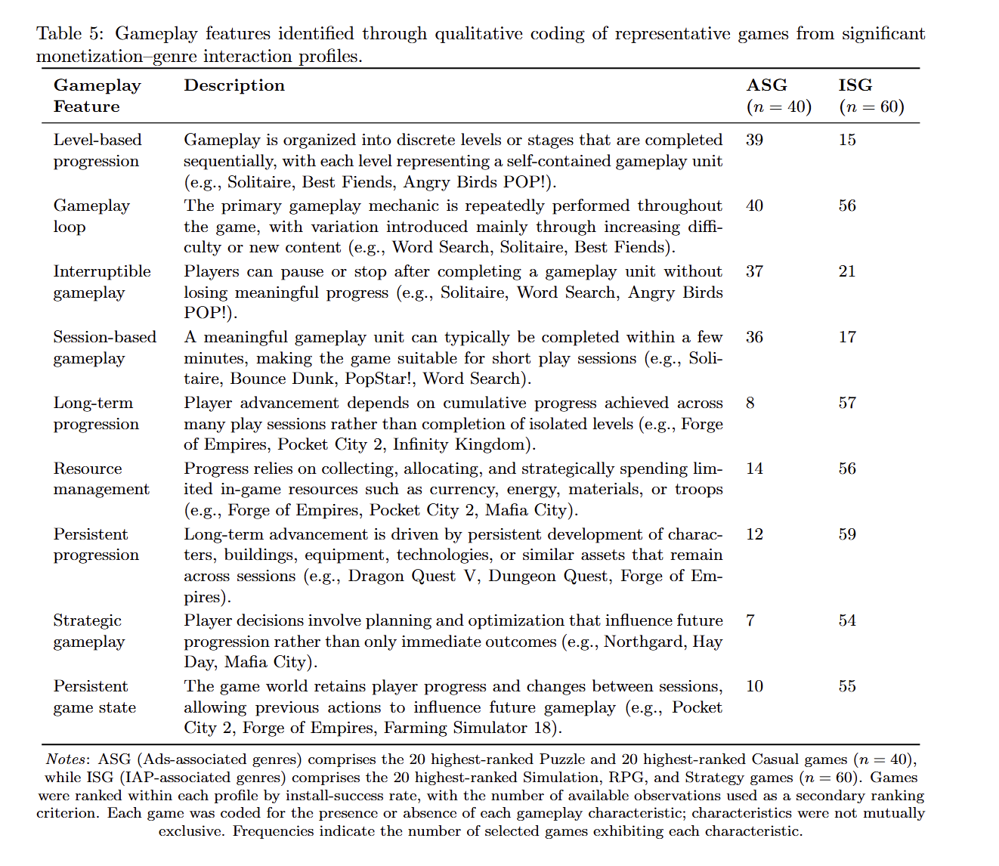 Table 5: Gameplay features identified through qualitative coding of representative games from significant
monetization–genre interaction profiles.
Gameplay Feature
Description
ASG (n = 40)
ISG (n = 60)
Level-based progression
Gameplay is organized into discrete levels or stages that are completed
sequentially, with each level representing a self-contained gameplay unit
(e.g., Solitaire, Best Fiends, Angry Birds POP!).
39
15
Gameplay loop
The primary gameplay mechanic is repeatedly performed throughout
the game, with variation introduced mainly through increasing diffi-
culty or new content (e.g., Word Search, Solitaire, Best Fiends).
40
56
Interruptible gameplay
Players can pause or stop after completing a gameplay unit without
losing meaningful progress (e.g., Solitaire, Word Search, Angry Birds
POP!).
37
21
Session-based gameplay
A meaningful gameplay unit can typically be completed within a few
minutes, making the game suitable for short play sessions (e.g., Soli-
taire, Bounce Dunk, PopStar!, Word Search).
36
17
Long-term progression
Player advancement depends on cumulative progress achieved across
many play sessions rather than completion of isolated levels (e.g., Forge
of Empires, Pocket City 2, Infinity Kingdom).
8
57
Resource management
Progress relies on collecting, allocating, and strategically spending lim-
ited in-game resources such as currency, energy, materials, or troops
(e.g., Forge of Empires, Pocket City 2, Mafia City).
14
56
Persistent progression
Long-term advancement is driven by persistent development of charac-
ters, buildings, equipment, technologies, or similar assets that remain
across sessions (e.g., Dragon Quest V, Dungeon Quest, Forge of Em-
pires).
12
59
Strategic gameplay
Player decisions involve planning and optimization that influence future
progression rather than only immediate outcomes (e.g., Northgard, Hay
Day, Mafia City).
7
54
Persistent game state
The game world retains player progress and changes between sessions,
allowing previous actions to influence future gameplay (e.g., Pocket
City 2, Forge of Empires, Farming Simulator 18).
10
55
Notes: ASG (Ads-associated genres) comprises the 20 highest-ranked Puzzle and 20 highest-ranked Casual games (n = 40),
while ISG (IAP-associated genres) comprises the 20 highest-ranked Simulation, RPG, and Strategy games (n = 60). Games
were ranked within each profile by install-success rate, with the number of available observations used as a secondary ranking
criterion. Each game was coded for the presence or absence of each gameplay characteristic; characteristics were not mutually
exclusive. Frequencies indicate the number of selected games exhibiting each characteristic.